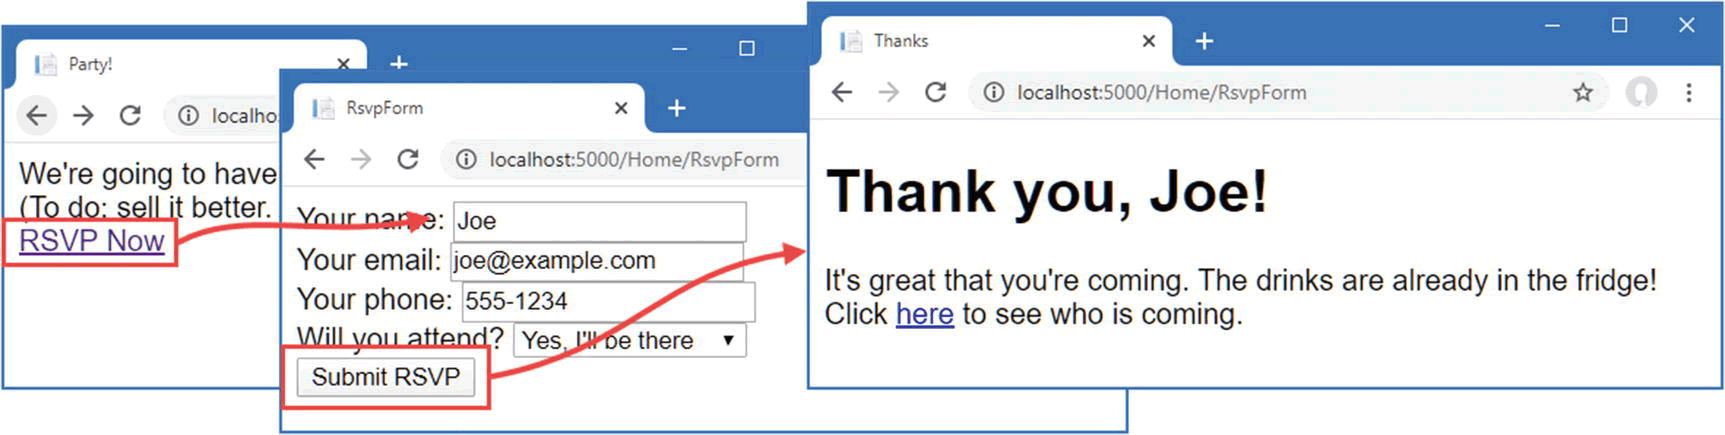 Party!
localho
We're going to have
(To do: sell it better.
RSVP Now
RsvpForm
localhost:5000/Home/RsvpForm
Your name: Joe
Your email: joe@example.com
Your phone: 555-1234
Will you attend? Yes, I'll be there
Submit RSVP
Thanks
localhost:5000/Home/RsvpForm
Thank you, Joe!
It's great that you're coming. The drinks are already in the fridge!
Click here to see who is coming.